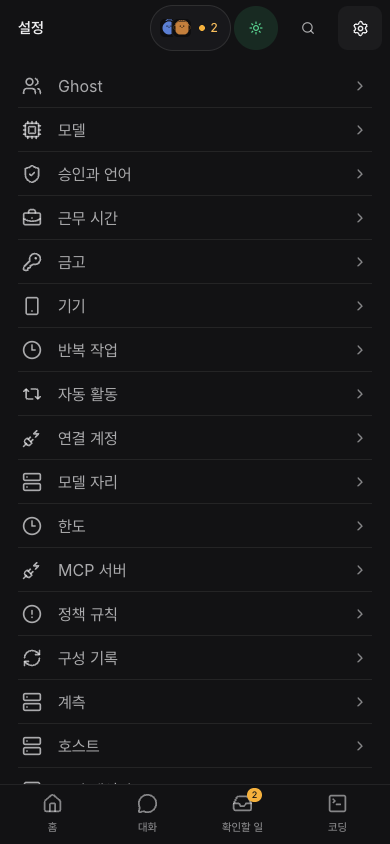 설정
2
Ghost
모델
승인과 언어
근무 시간
금고
기기
반복 작업
자동 활동
연결 계정
모델 자리
한도
MCP 서버
정책 규칙
구성 기록
계측
호스트
2
홈
대화
확인할 일
코딩